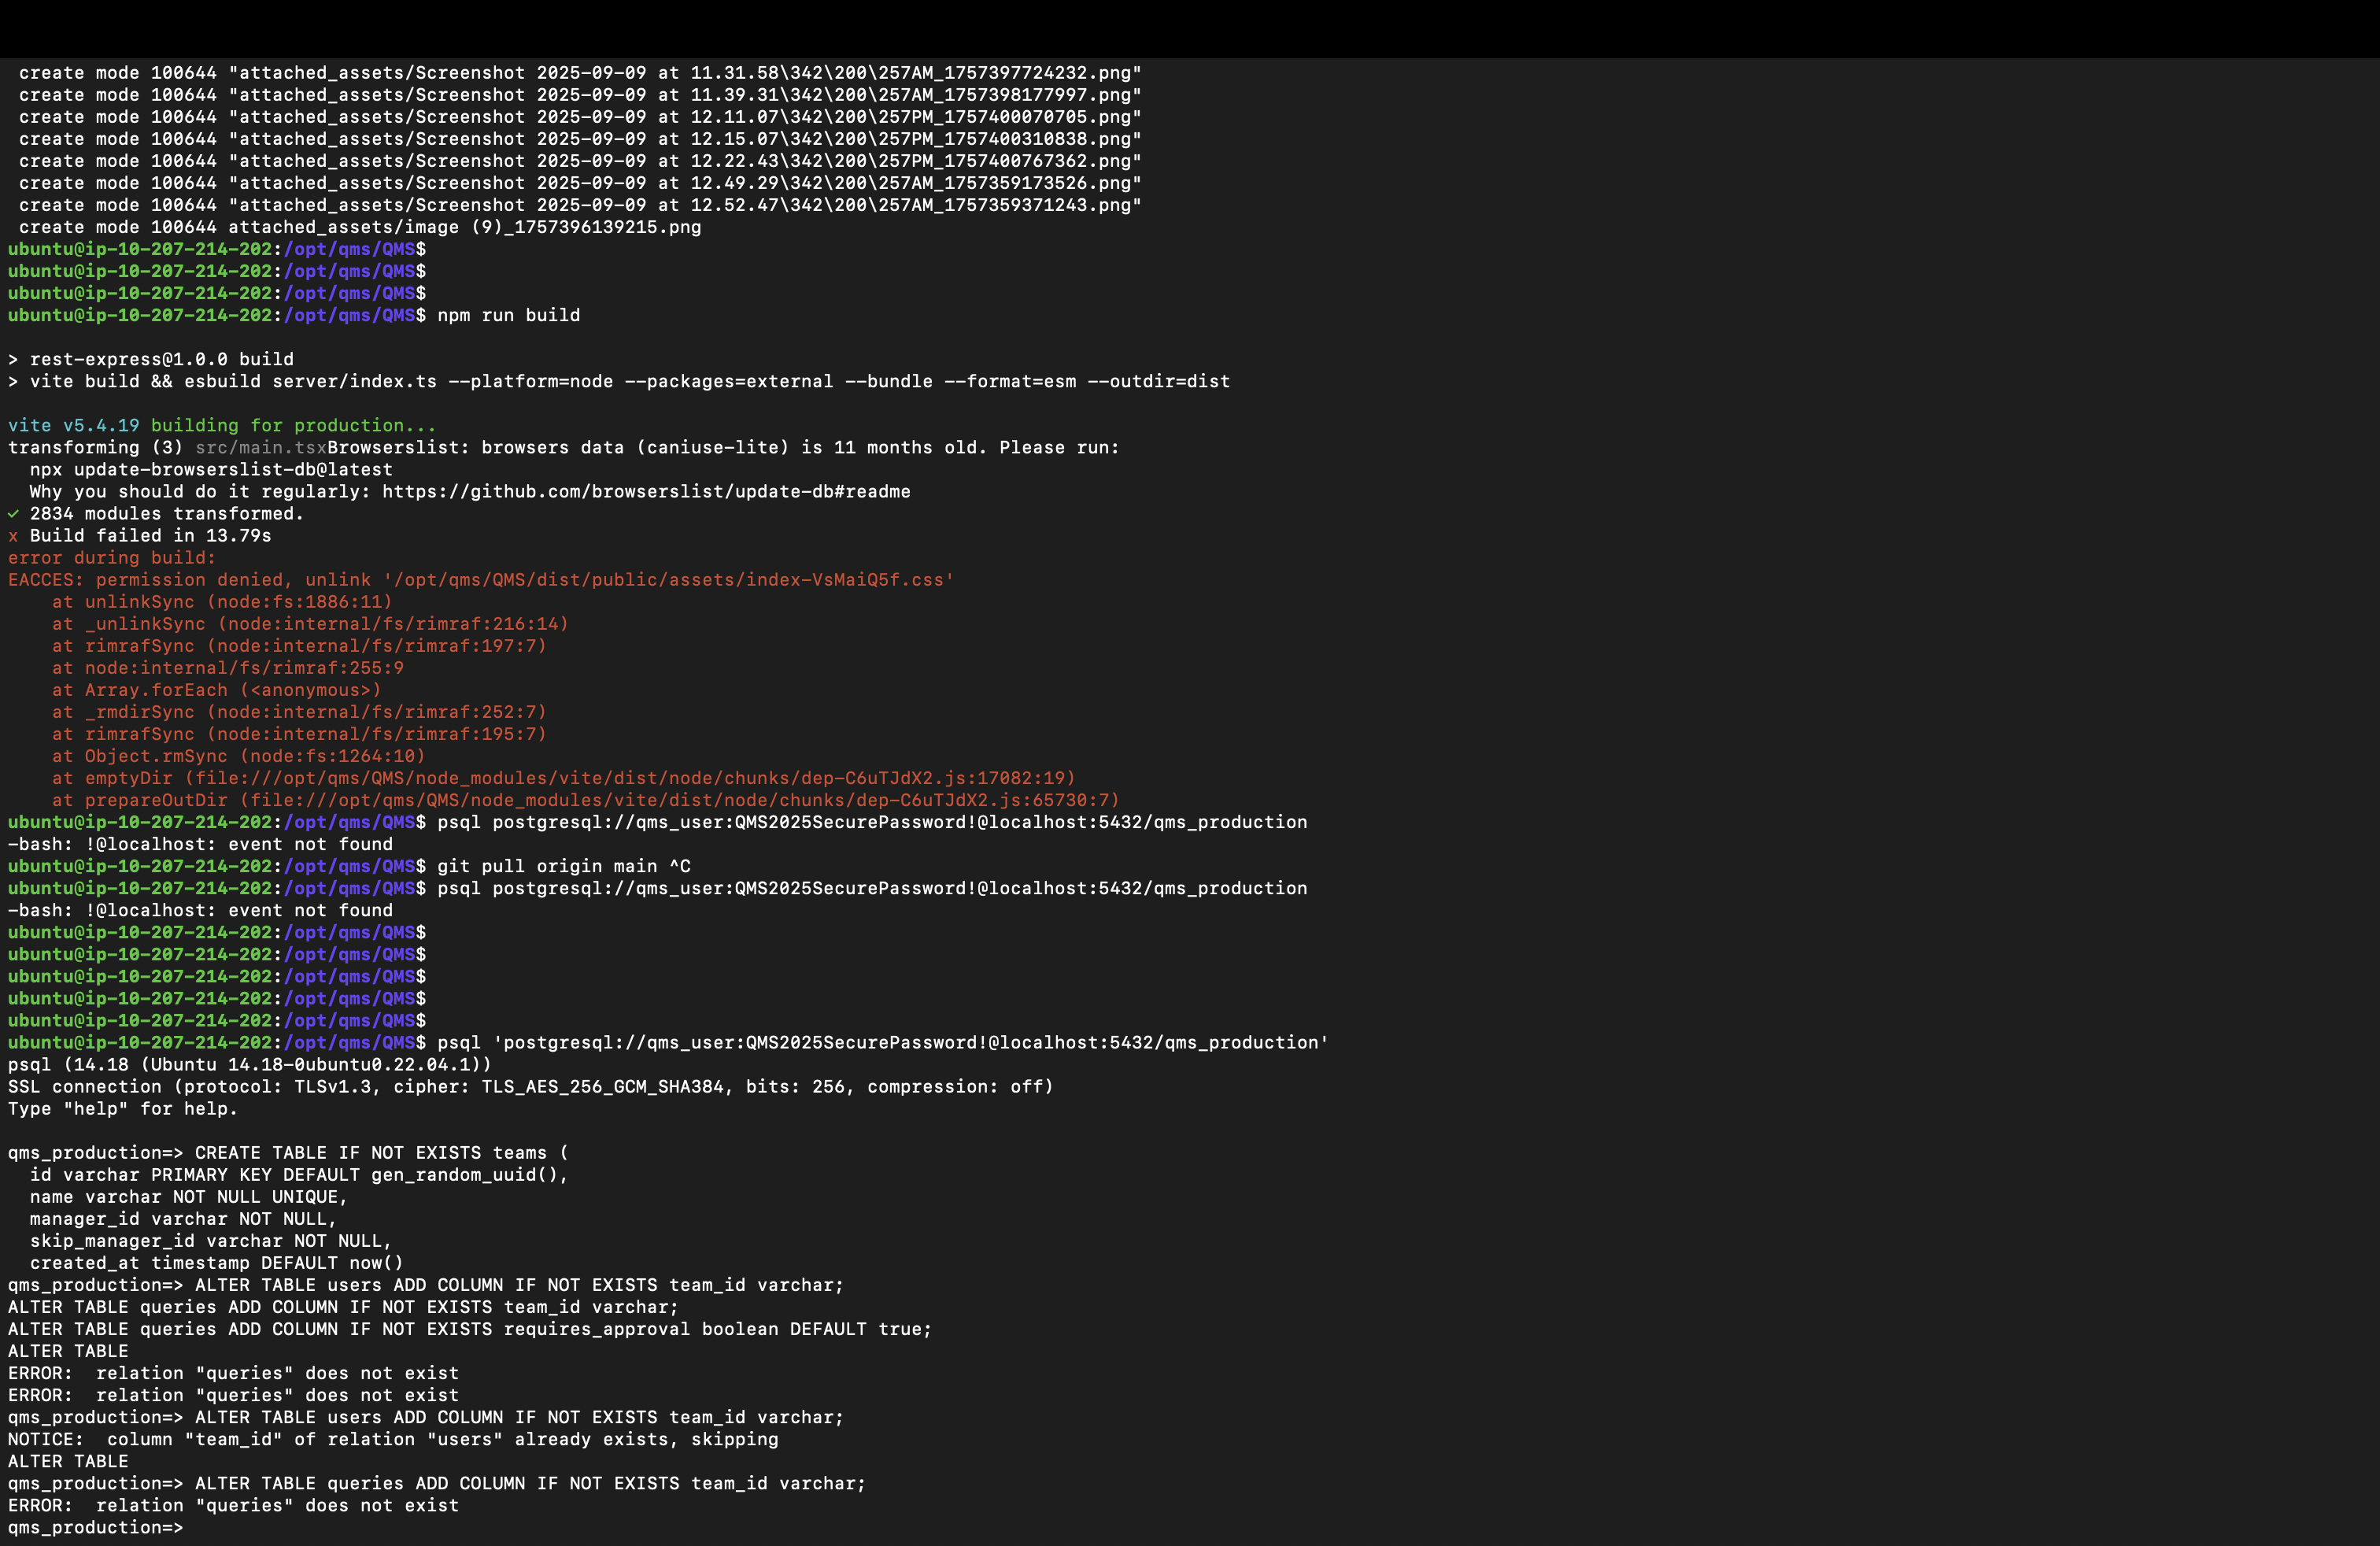 create mode 100644 "attached_assets/Screenshot 2025-09-09 at 11.31.58\342\200\257AM_1757397724232.png"
create mode 100644 "attached_assets/Screenshot 2025-09-09 at 11.39.31\342\200\257AM_1757398177997.png"
create mode 100644 "attached_assets/Screenshot 2025-09-09 at 12.11.07\342\200\257PM_1757400070705.png"
create mode 100644 "attached_assets/Screenshot 2025-09-09 at 12.15.07\342\200\257PM_1757400310838.png"
create mode 100644 "attached_assets/Screenshot 2025-09-09 at 12.22.43\342\200\257PM_1757400767362.png"
create mode 100644 "attached_assets/Screenshot 2025-09-09 at 12.49.29\342\200\257AM_1757359173526.png"
create mode 100644 "attached_assets/Screenshot 2025-09-09 at 12.52.47\342\200\257AM_1757359371243.png"
create mode 100644 attached_assets/image (9)_1757396139215.png
ubuntu@ip-10-207-214-202:/opt/qms/QMS$
ubuntu@ip-10-207-214-202:/opt/qms/QMS$
ubuntu@ip-10-207-214-202:/opt/qms/QMS$
ubuntu@ip-10-207-214-202:/opt/qms/QMS$ npm run build
> rest-express@1.0.0 build
> vite build && esbuild server/index.ts --platform=node --packages=external --bundle --format=esm --outdir=dist
vite v5.4.19 building for production...
transforming (3) src/main.tsxBrowserslist: browsers data (caniuse-lite) is 11 months old. Please run:
npx update-browserslist-db@latest
Why you should do it regularly: https://github.com/browserslist/update-db#readme
✓ 2834 modules transformed.
x Build failed in 13.79s
error during build:
EACCES: permission denied, unlink '/opt/qms/QMS/dist/public/assets/index-VsMaiQ5f.css'
at unlinkSync (node:fs:1886:11)
at _unlinkSync (node:internal/fs/rimraf:216:14)
at rimrafSync (node:internal/fs/rimraf:197:7)
at node:internal/fs/rimraf:255:9
at Array.forEach (<anonymous>)
at _rmdirSync (node:internal/fs/rimraf:252:7)
at rimrafSync (node:internal/fs/rimraf:195:7)
at Object.rmSync (node:fs:1264:10)
at emptyDir (file:///opt/qms/QMS/node_modules/vite/dist/node/chunks/dep-C6uTJdX2.js:17082:19)
at prepareOutDir (file:///opt/qms/QMS/node_modules/vite/dist/node/chunks/dep-C6uTJdX2.js:65730:7)
ubuntu@ip-10-207-214-202:/opt/qms/QMS$ psql postgresql://qms_user:QMS2025SecurePassword!@localhost:5432/qms_production
-bash: !@localhost: event not found
ubuntu@ip-10-207-214-202:/opt/qms/QMS$ git pull origin main ^C
ubuntu@ip-10-207-214-202:/opt/qms/QMS$ psql postgresql://qms_user:QMS2025SecurePassword!@localhost:5432/qms_production
-bash: !@localhost: event not found
ubuntu@ip-10-207-214-202:/opt/qms/QMS$
ubuntu@ip-10-207-214-202:/opt/qms/QMS$
ubuntu@ip-10-207-214-202:/opt/qms/QMS$
ubuntu@ip-10-207-214-202:/opt/qms/QMS$
ubuntu@ip-10-207-214-202:/opt/qms/QMS$
ubuntu@ip-10-207-214-202:/opt/qms/QMS$ psql 'postgresql://qms_user:QMS2025SecurePassword!@localhost:5432/qms_production'
psql (14.18 (Ubuntu 14.18-0ubuntu0.22.04.1))
SSL connection (protocol: TLSv1.3, cipher: TLS_AES_256_GCM_SHA384, bits: 256, compression: off)
Type "help" for help.
qms_production=> CREATE TABLE IF NOT EXISTS teams (
id varchar PRIMARY KEY DEFAULT gen_random_uuid(),
name varchar NOT NULL UNIQUE,
manager_id varchar NOT NULL,
skip_manager_id varchar NOT NULL,
created_at timestamp DEFAULT now()
qms_production=> ALTER TABLE users ADD COLUMN IF NOT EXISTS team_id varchar;
ALTER TABLE queries ADD COLUMN IF NOT EXISTS team_id varchar;
ALTER TABLE queries ADD COLUMN IF NOT EXISTS requires_approval boolean DEFAULT true;
ALTER TABLE
ERROR:  relation "queries" does not exist
ERROR:  relation "queries" does not exist
qms_production=> ALTER TABLE users ADD COLUMN IF NOT EXISTS team_id varchar;
NOTICE:  column "team_id" of relation "users" already exists, skipping
ALTER TABLE
qms_production=> ALTER TABLE queries ADD COLUMN IF NOT EXISTS team_id varchar;
ERROR:  relation "queries" does not exist
qms_production=>